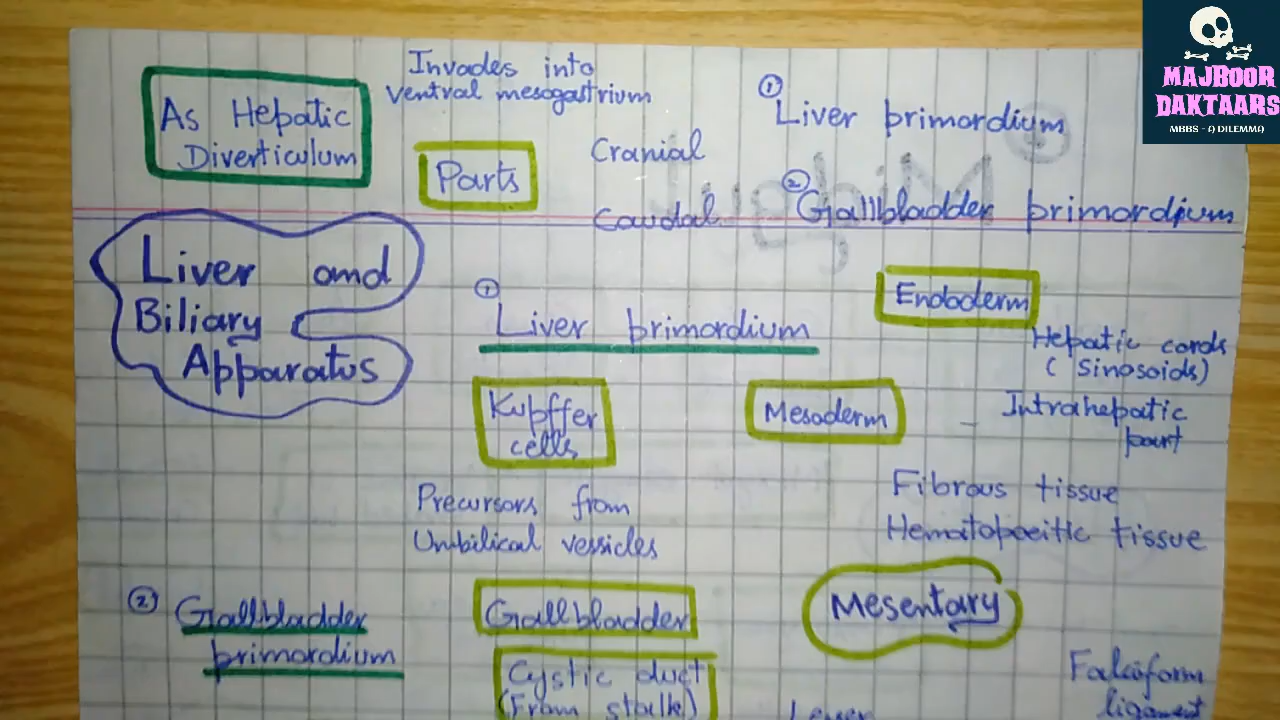 MAJBOOR
DAKTAARS
MBBS - A DILEMMA
As Hepatic
Diverticulum
Invades into
ventral mesogastrium
Parts
Cranial
Caudal
① Liver primordium
② Gallbladder primordium
Liver and
Biliary
Apparatus
① Liver primordium
Endoderm
Hepatic cords
(Sinosoids)
Intrahepatic
part
Kupffer
cells
Mesoderm
Precursors from
Umbilical vessicles
Fibrous tissue
Hematopoeitic tissue
② Gallbladder
primordium
Gallbladder
Cystic duct
(From stalk)
Mesentary
Falciform
ligament